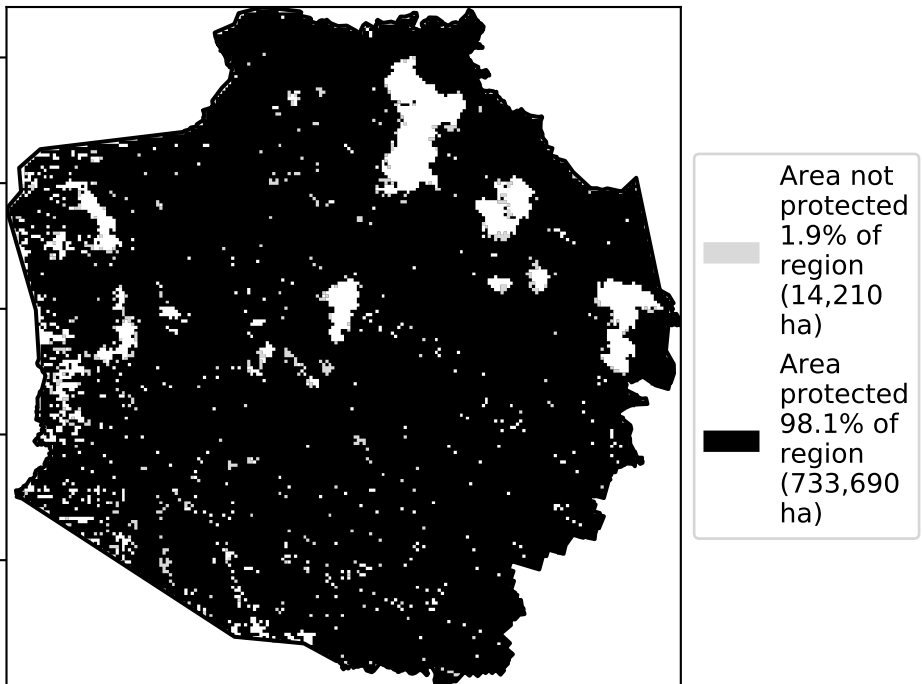 Area not
protected
1.9% of
region
(14,210
ha)
Area
protected
98.1% of
region
(733,690
ha)